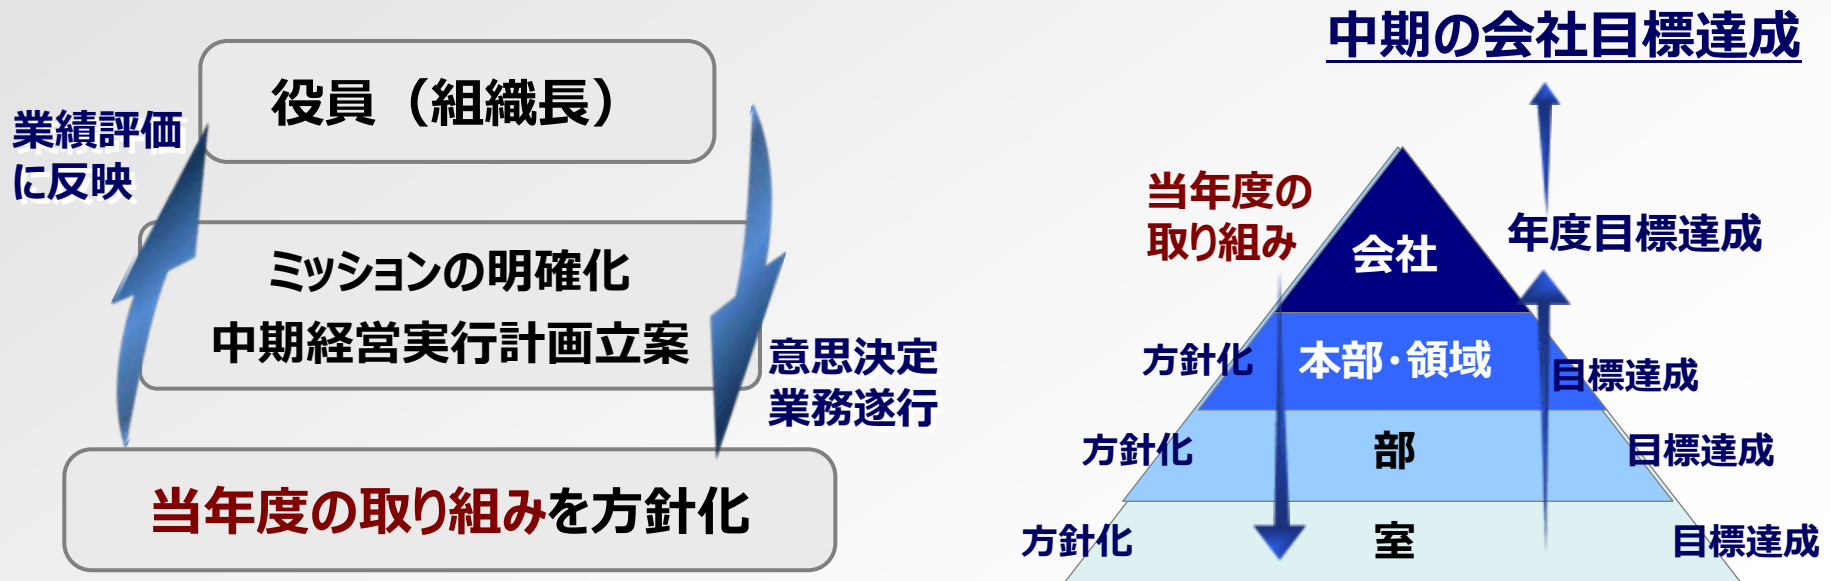 役員（組織長）
業績評価
に反映
ミッションの明確化
中期経営実行計画立案
意思決定
業務遂行
当年度の取り組みを方針化
中期の会社目標達成
当年度の
取り組み
年度目標達成
会社
方針化
本部・領域
目標達成
方針化
部
目標達成
方針化
室
目標達成